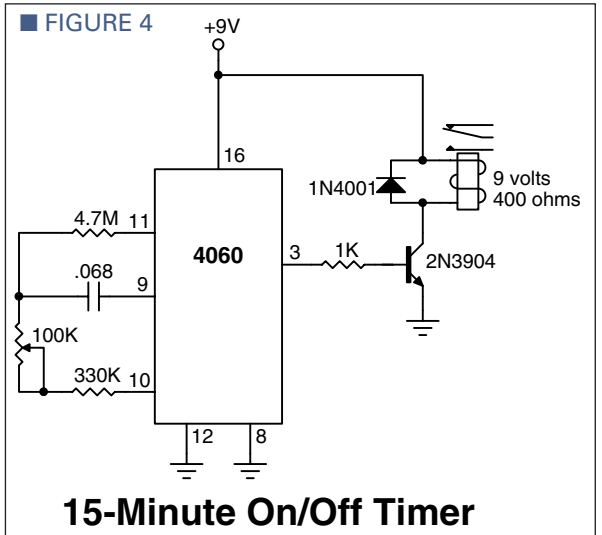 ■ FIGURE 4
+9V
16
1N4001
9 volts
400 ohms
4.7M
11
4060
3
1K
2N3904
.068
9
100K
330K
10
12
8
15-Minute On/Off Timer